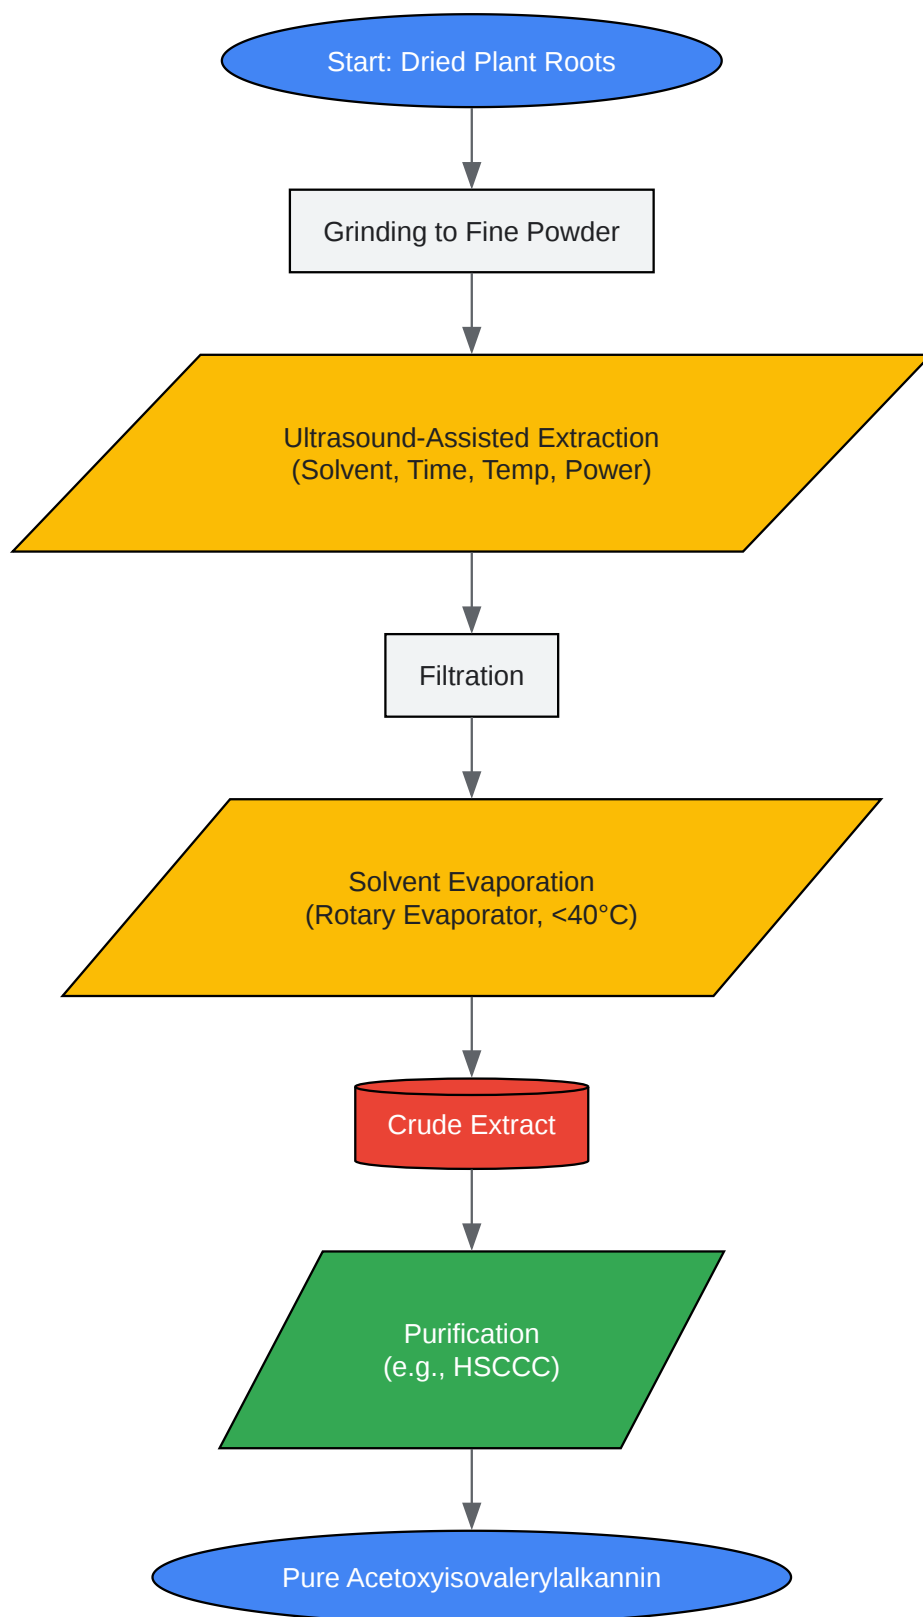 Start: Dried Plant Roots
Grinding to Fine Powder
Ultrasound-Assisted Extraction
(Solvent, Time, Temp, Power)
Filtration
Solvent Evaporation
(Rotary Evaporator, <40°C)
Crude Extract
Purification
(e.g., HSCCC)
Pure Acetoxyisovalerylalkannin